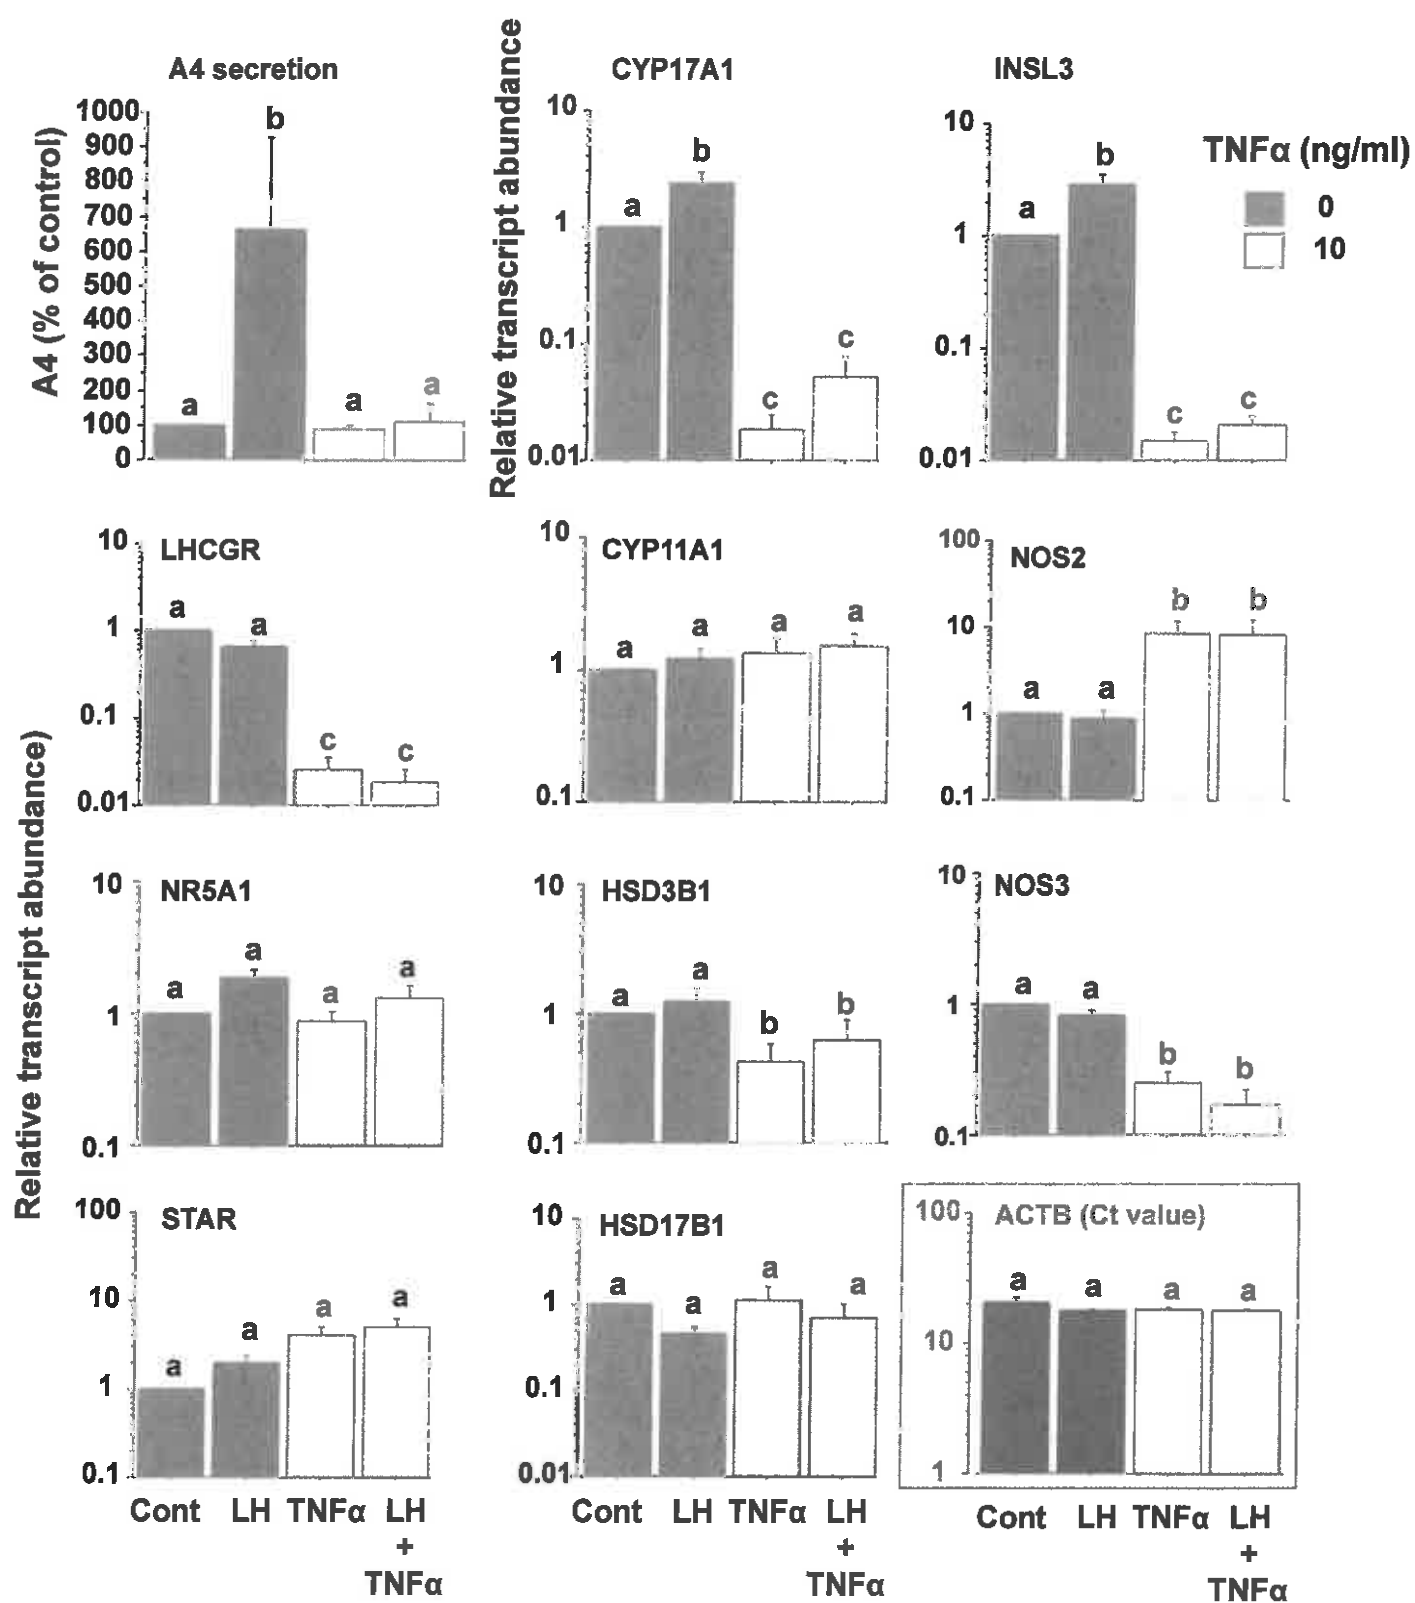 A4 secretion
A4 (% of control)
1000
900
800
700
600
500
400
300
200
100
0
a
b
a
a
CYP17A1
Relative transcript abundance
10
1
0.1
0.01
a
b
c
c
INSL3
10
1
0.1
0.01
a
b
c
c
TNFα (ng/ml)
0
10
Relative transcript abundance)
LHCGR
10
1
0.1
0.01
a
a
c
c
CYP11A1
10
1
0.1
a
a
a
a
NOS2
100
10
1
0.1
a
a
b
b
NR5A1
10
1
0.1
a
a
a
a
HSD3B1
10
1
0.1
a
a
b
b
NOS3
10
1
0.1
a
a
b
b
STAR
100
10
1
0.1
a
a
a
a
HSD17B1
10
1
0.1
0.01
a
a
a
a
ACTB (Ct value)
100
10
1
a
a
a
a
Cont LH TNFα LH
+
TNFα
Cont LH TNFα LH
+
TNFα
Cont LH TNFα LH
+
TNFα